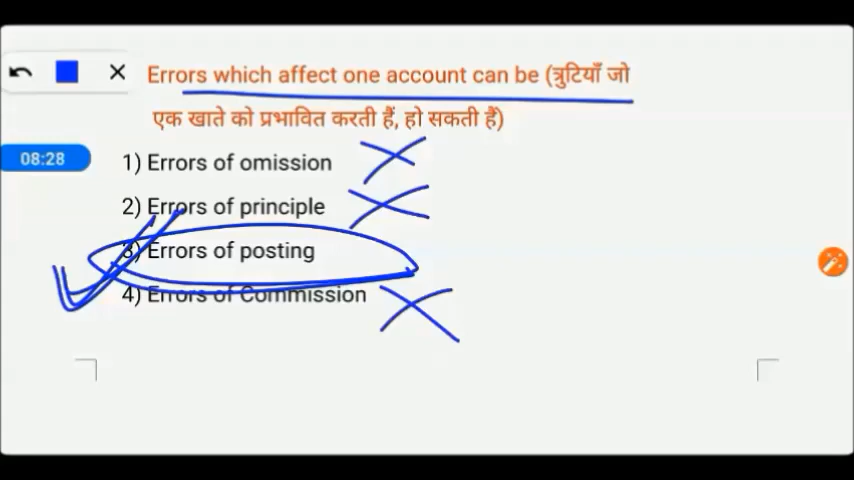 Errors which affect one account can be (त्रुटियाँ जो
एक खाते को प्रभावित करती हैं, हो सकती हैं)
08:28
1) Errors of omission
2) Errors of principle
3) Errors of posting
4) Errors of Commission